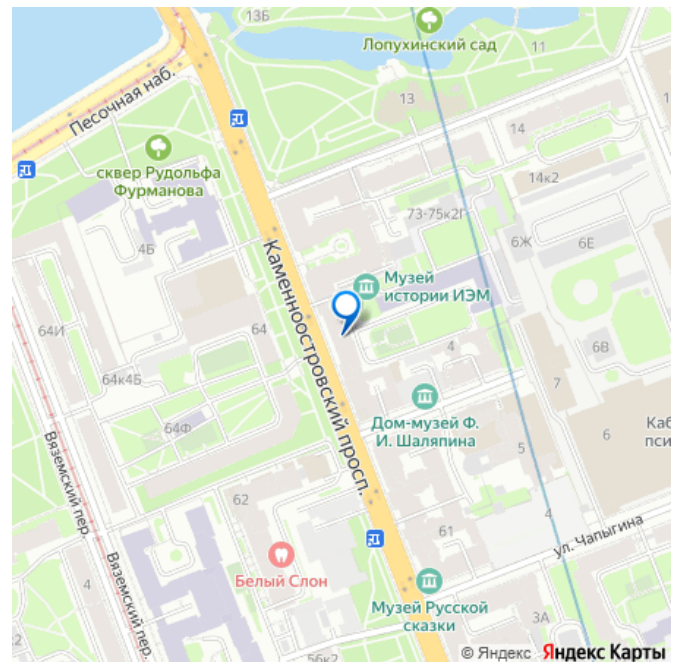 13Б
Лопухинский сад
11
Песочная наб.
13
14
сквер Рудольфа
Фурманова
14к2
73-75к2Г
4Б
6Ж
6Е
Музей
истории ИЭМ
Каменноостровский просп.
64И
64
4
6В
64к4Б
7
Дом-музей Ф.
И. Шаляпина
64Ф
Каб
пси
6
5
Вяземский пер.
62
4
61
ул. Чапыгина
Белый Слон
Вяземский пер.
4
Музей Русской
сказки
3А
56к2
© Яндекс Яндекс Карты